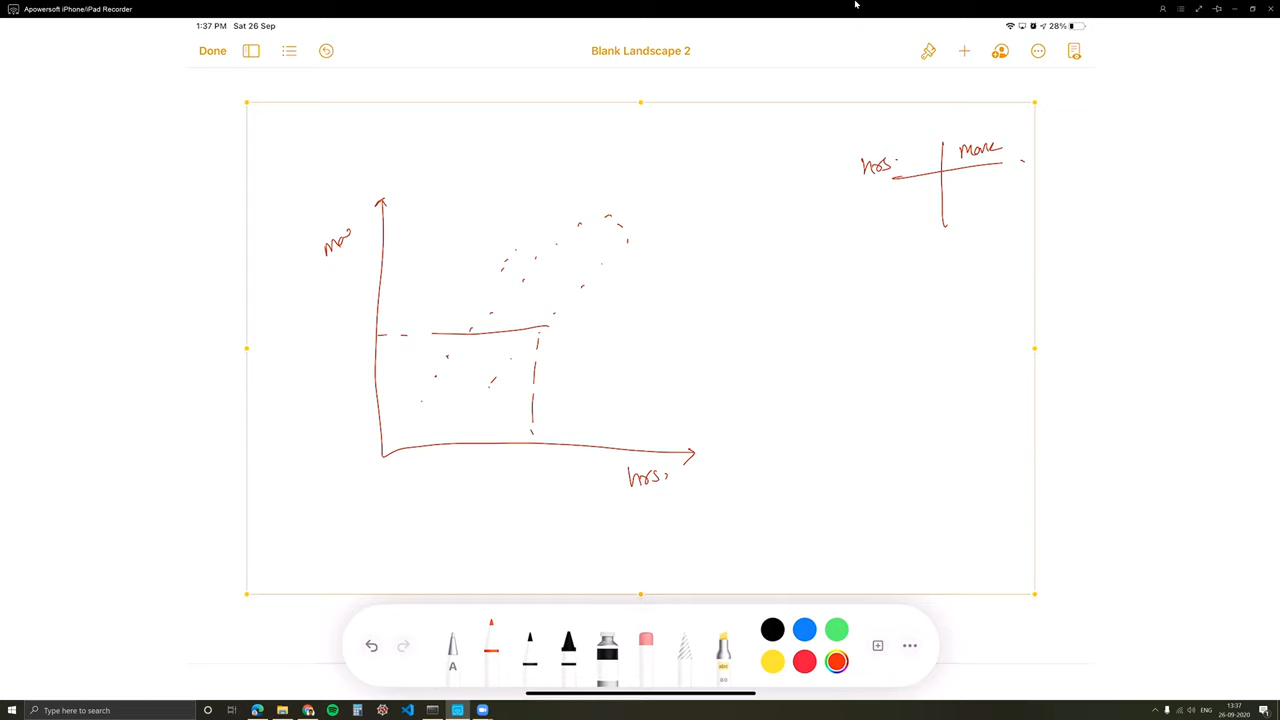 Apowersoft iPhone/iPad Recorder
1:37 PM Sat 26 Sep
28%
Done
Blank Landscape 2
hrs.
hrs.
A
80
Type here to search
ENG
13:37
26-09-2020